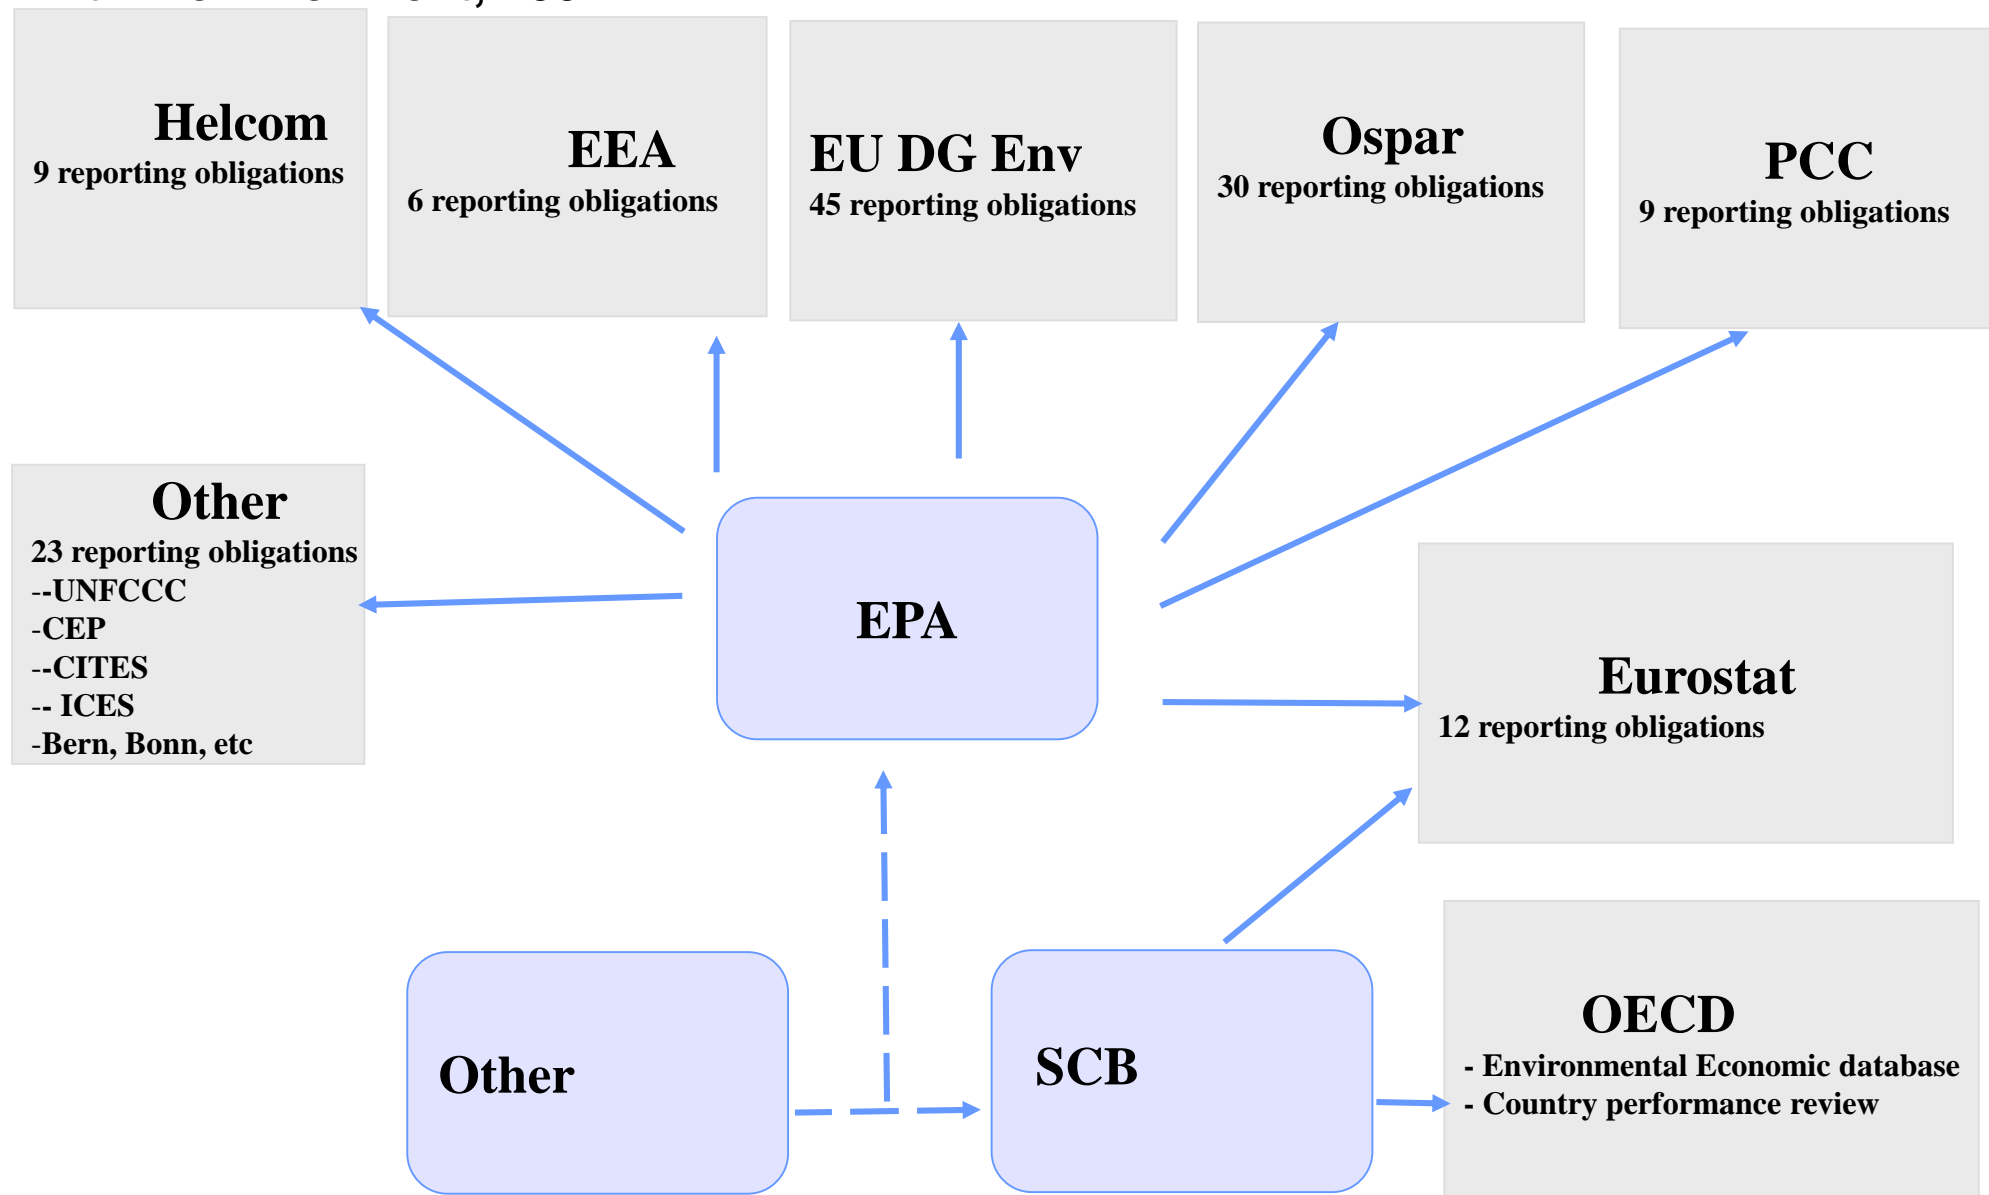 Helcom
9 reporting obligations
EEA
6 reporting obligations
EU DG Env
45 reporting obligations
Ospar
30 reporting obligations
PCC
9 reporting obligations
Other
23 reporting obligations
--UNFCCC
-CEP
--CITES
-- ICES
-Bern, Bonn, etc
EPA
Eurostat
12 reporting obligations
Other
SCB
OECD
- Environmental Economic database
- Country performance review